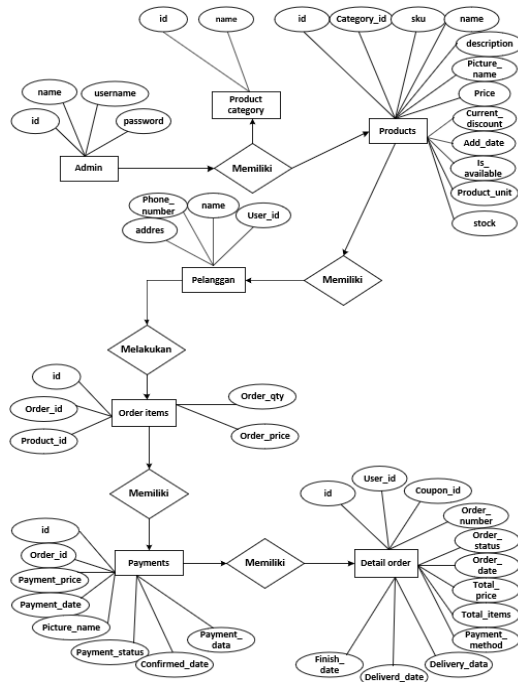 id
name
id
Category_id
sku
name
description
Picture_
name
Price
Current_
discount
Add_date
Is_
available
Product_unit
stock
name
username
id
password
Product
category
Admin
Memiliki
Products
Phone_
number
name
User_id
addres
Pelanggan
Memiliki
Melakukan
id
Order_id
Product_id
Order items
Order_qty
Order_price
Memiliki
id
Order_id
Payment_price
Payment_date
Picture_name
Payment_status
Confirmed_date
Payment_
data
Payments
Memiliki
Detail order
id
User_id
Coupon_id
Order_
number
Order_
status
Order_
date
Total_
price
Total_items
Payment_
method
Delivery_data
Deliverd_date
Finish_
date